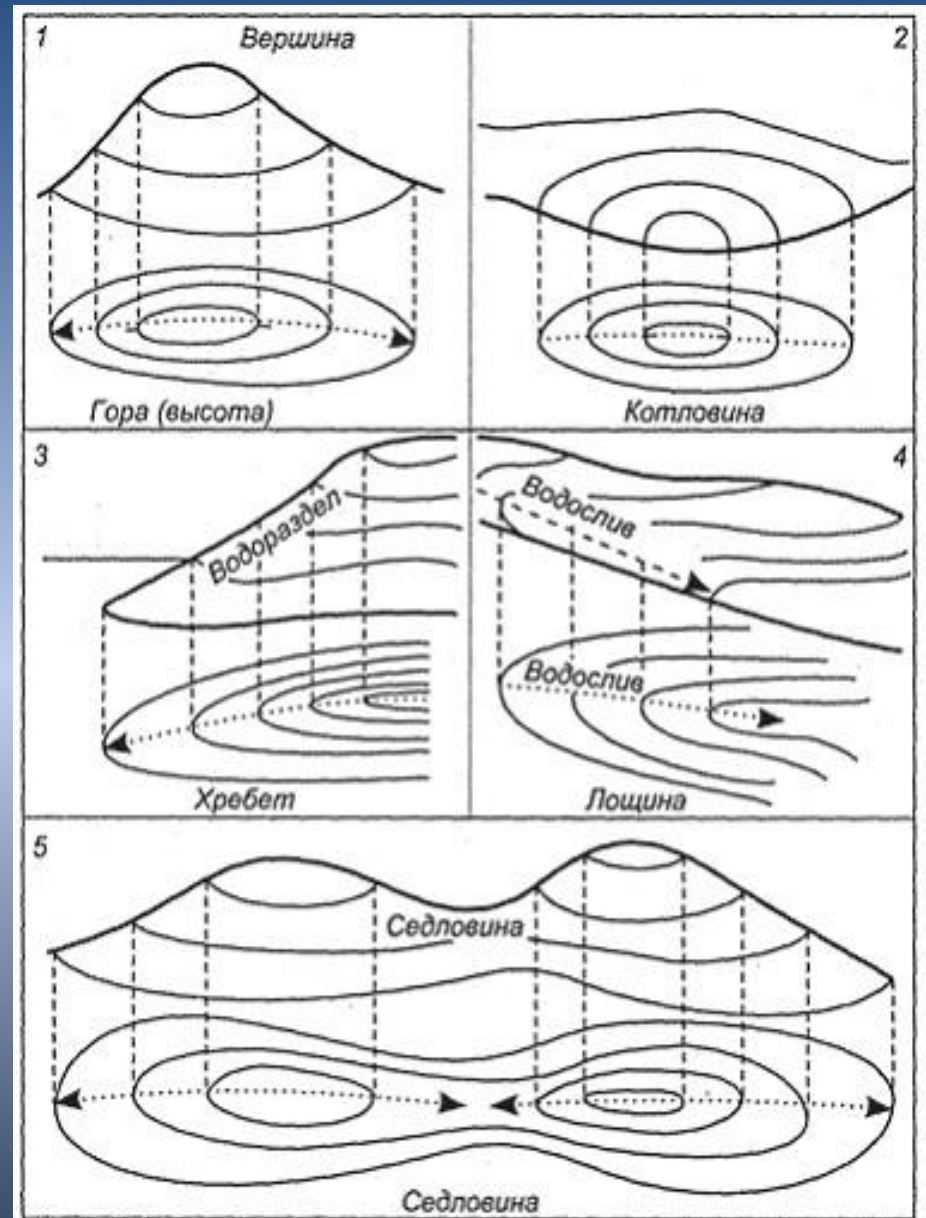 1
Вершина
Гора (высота)
2
Котловина
3
Водораздел
Хребет
4
Водослив
Водослив
Лощина
5
Седловина
Седловина